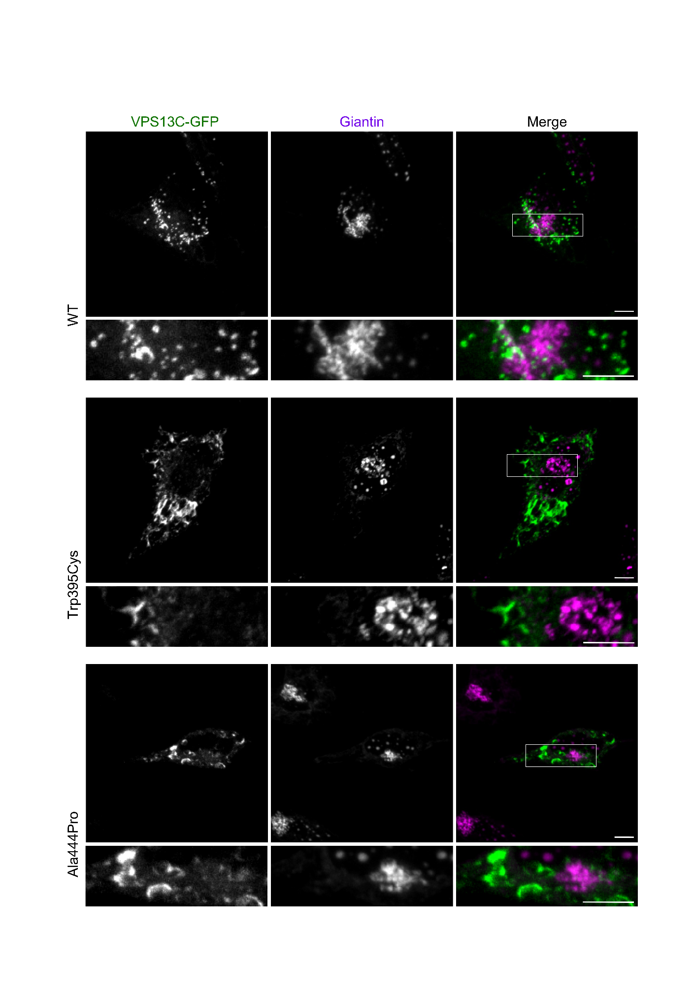 VPS13C-GFP
Giantin
Merge
WT
Trp395Cys
Ala444Pro